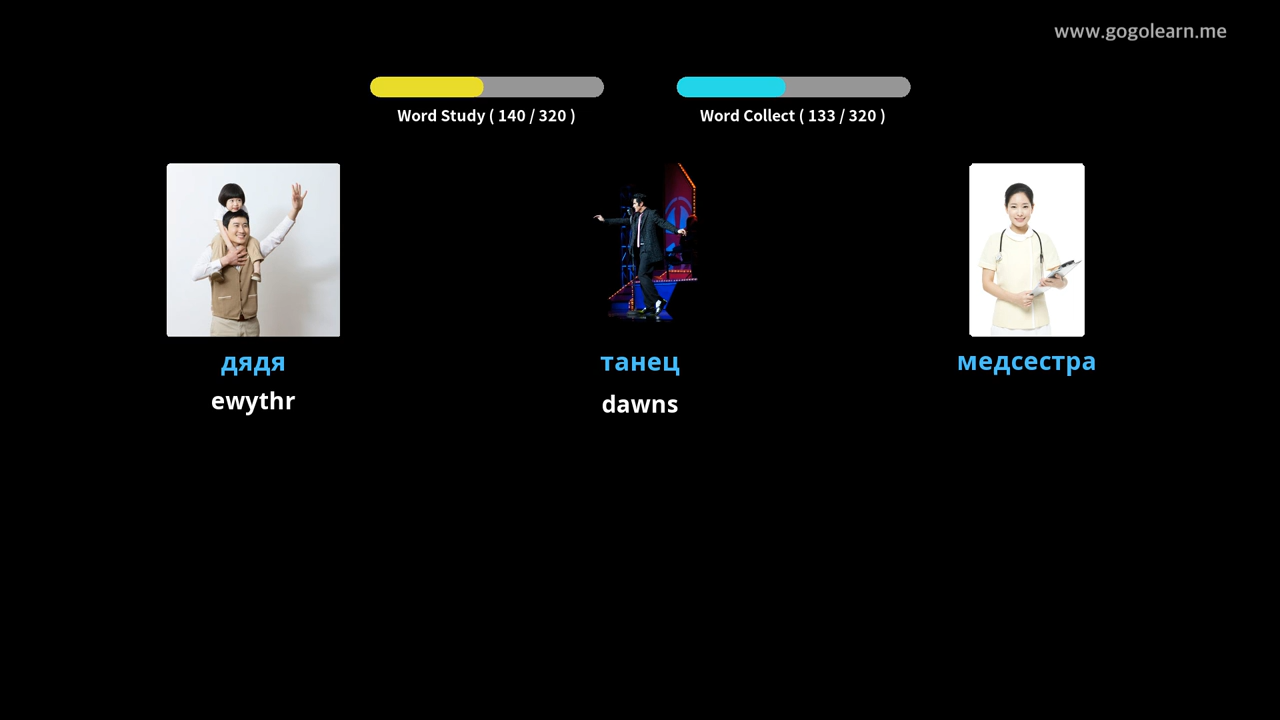 www.gogolearn.me
Word Study ( 140 / 320 )
Word Collect ( 133 / 320 )
дядя
танец
медсестра
ewythr
dawns